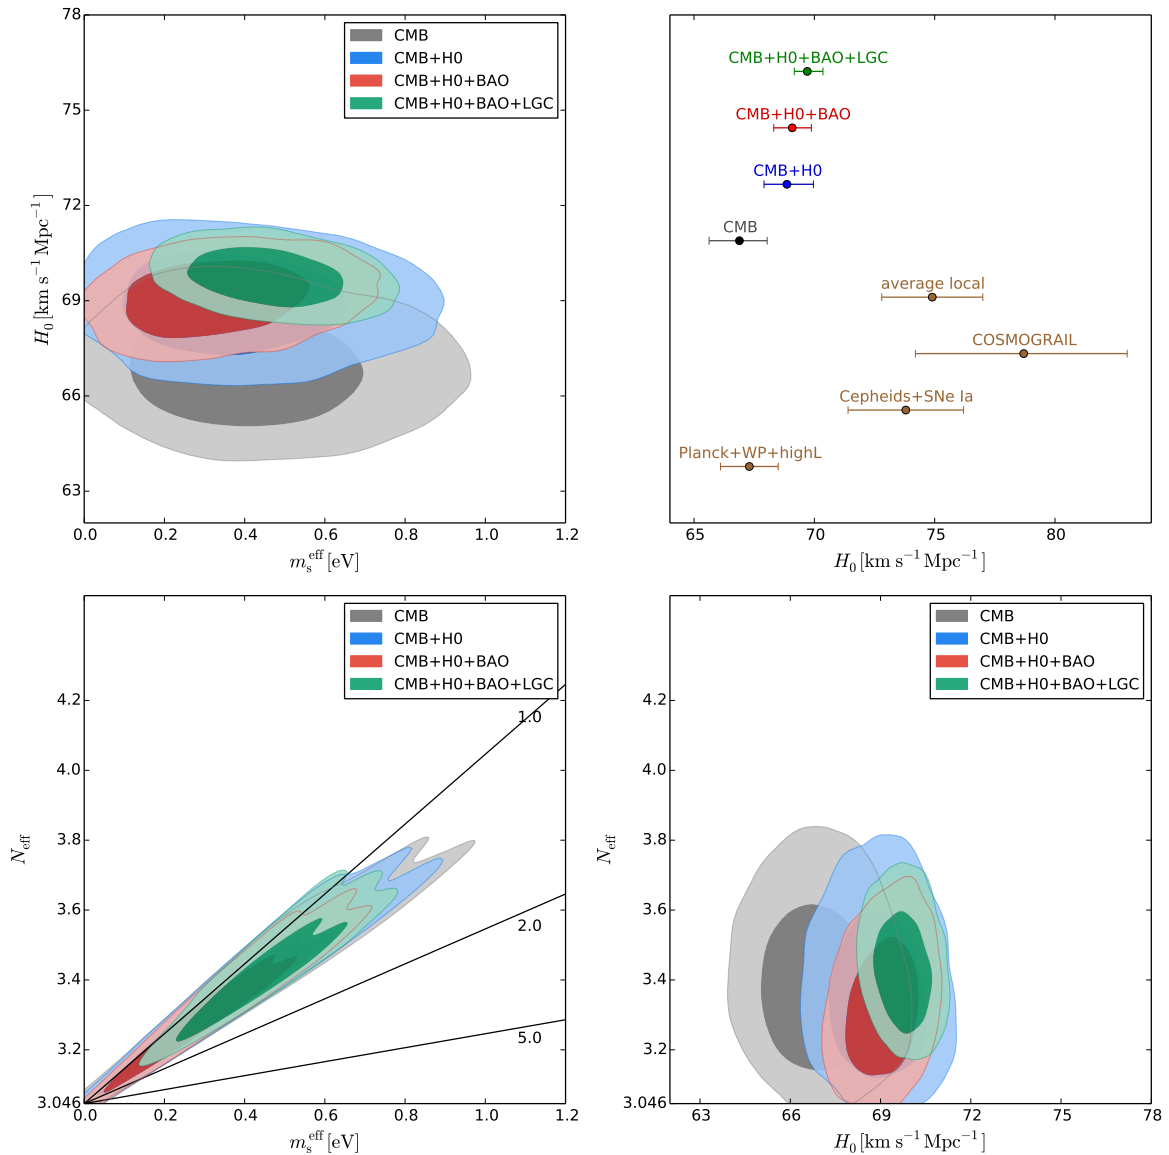 78
75
72
69
66
63
H₀ [km s⁻¹ Mpc⁻¹]
CMB
CMB+H0
CMB+H0+BAO
CMB+H0+BAO+LGC
0.0 0.2 0.4 0.6 0.8 1.0 1.2
mₛᵉᶠᶠ [eV]
CMB+H0+BAO+LGC
CMB+H0+BAO
CMB+H0
CMB
average local
COSMOGRAIL
Cepheids+SNe Ia
Planck+WP+highL
65 70 75 80
H₀ [km s⁻¹ Mpc⁻¹]
CMB
CMB+H0
CMB+H0+BAO
CMB+H0+BAO+LGC
1.0
2.0
5.0
4.2
4.0
3.8
3.6
3.4
3.2
3.046
N_eff
0.0 0.2 0.4 0.6 0.8 1.0 1.2
mₛᵉᶠᶠ [eV]
CMB
CMB+H0
CMB+H0+BAO
CMB+H0+BAO+LGC
4.2
4.0
3.8
3.6
3.4
3.2
3.046
N_eff
63 66 69 72 75 78
H₀ [km s⁻¹ Mpc⁻¹]